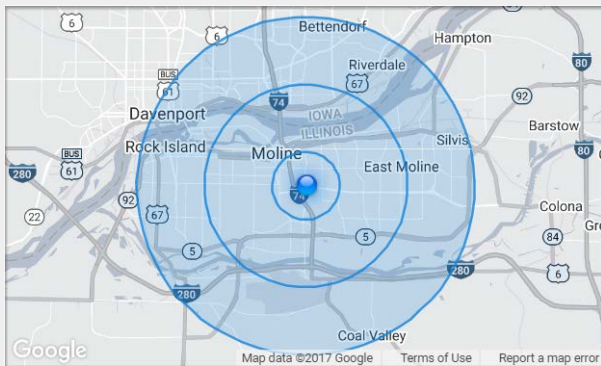 6
6
Bettendorf
Hampton
BUS
61
Riverdale
67
80
74
IOWA
ILLINOIS
92
Davenport
Barstow
Rock Island
Moline
Silvis
BUS
61
280
East Moline
80
74
22
92
67
Colona
5
5
84
Gre
280
6
280
Coal Valley
Google
Map data ©2017 Google Terms of Use Report a map error